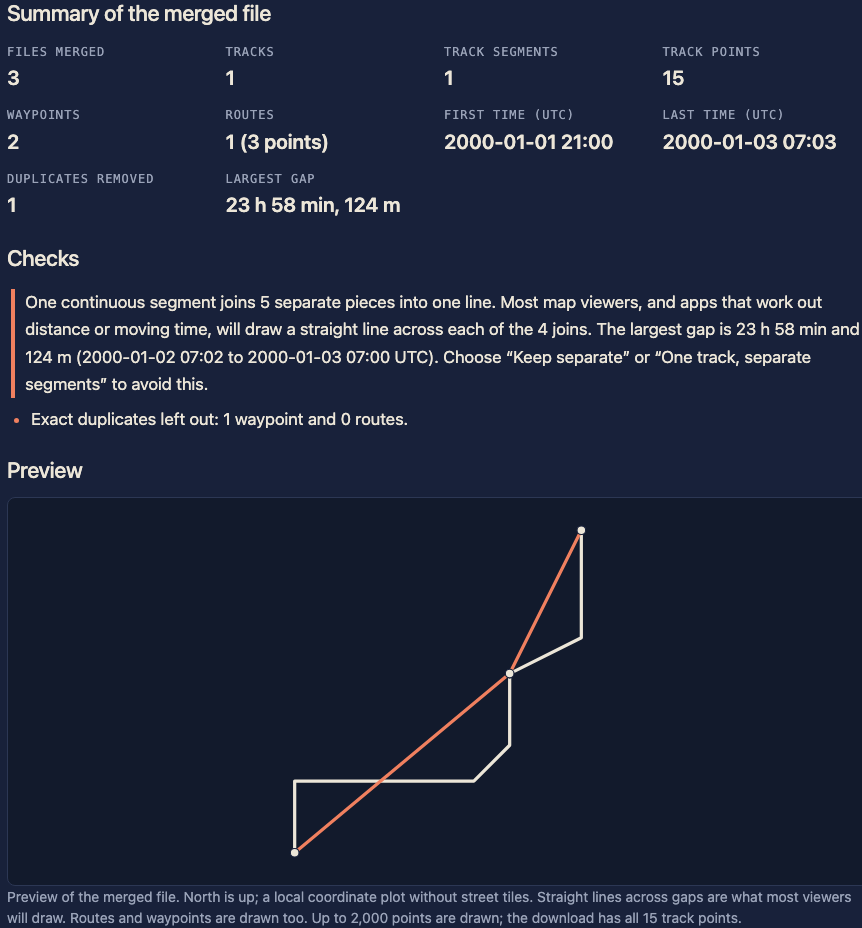 Summary of the merged file
FILES MERGED
3
TRACKS
1
TRACK SEGMENTS
1
TRACK POINTS
15
WAYPOINTS
2
ROUTES
1 (3 points)
FIRST TIME (UTC)
2000-01-01 21:00
LAST TIME (UTC)
2000-01-03 07:03
DUPLICATES REMOVED
1
LARGEST GAP
23 h 58 min, 124 m
Checks
One continuous segment joins 5 separate pieces into one line. Most map viewers, and apps that work out
distance or moving time, will draw a straight line across each of the 4 joins. The largest gap is 23 h 58 min and
124 m (2000-01-02 07:02 to 2000-01-03 07:00 UTC). Choose “Keep separate” or “One track, separate
segments” to avoid this.
• Exact duplicates left out: 1 waypoint and 0 routes.
Preview
Preview of the merged file. North is up; a local coordinate plot without street tiles. Straight lines across gaps are what most viewers
will draw. Routes and waypoints are drawn too. Up to 2,000 points are drawn; the download has all 15 track points.